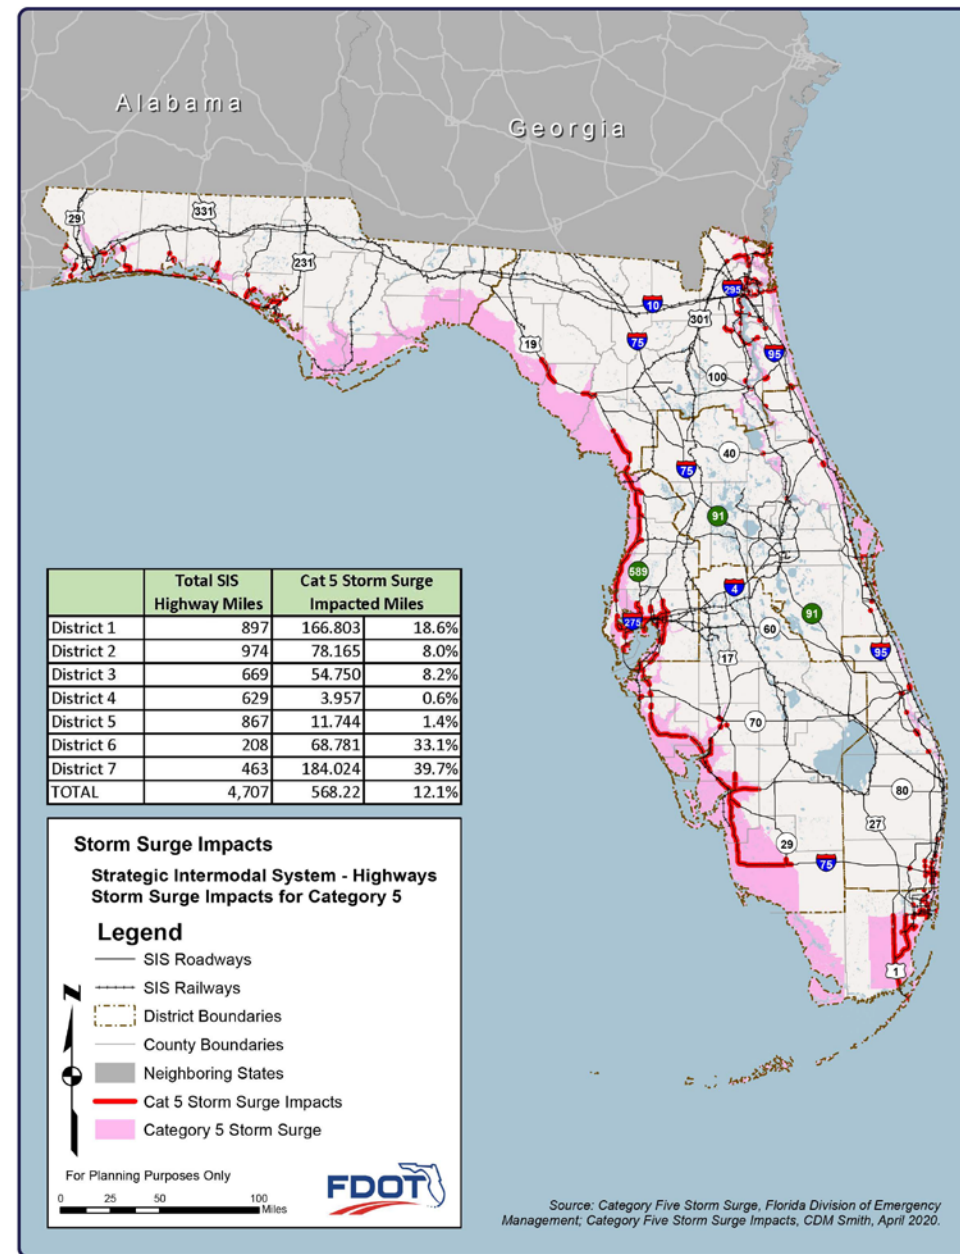 Alabama
Georgia
29
331
231
10
295
301
19
75
95
100
40
75
91
589
4
91
275
60
95
17
70
80
27
29
75
1
Total SIS Highway Miles Cat 5 Storm Surge Impacted Miles
District 1 897 166.803 18.6%
District 2 974 78.165 8.0%
District 3 669 54.750 8.2%
District 4 629 3.957 0.6%
District 5 867 11.744 1.4%
District 6 208 68.781 33.1%
District 7 463 184.024 39.7%
TOTAL 4,707 568.22 12.1%
Storm Surge Impacts
Strategic Intermodal System - Highways
Storm Surge Impacts for Category 5
Legend
SIS Roadways
SIS Railways
District Boundaries
County Boundaries
Neighboring States
Cat 5 Storm Surge Impacts
Category 5 Storm Surge
N
For Planning Purposes Only
0 25 50 100
Miles
FDOT
Source: Category Five Storm Surge, Florida Division of Emergency
Management; Category Five Storm Surge Impacts, CDM Smith, April 2020.